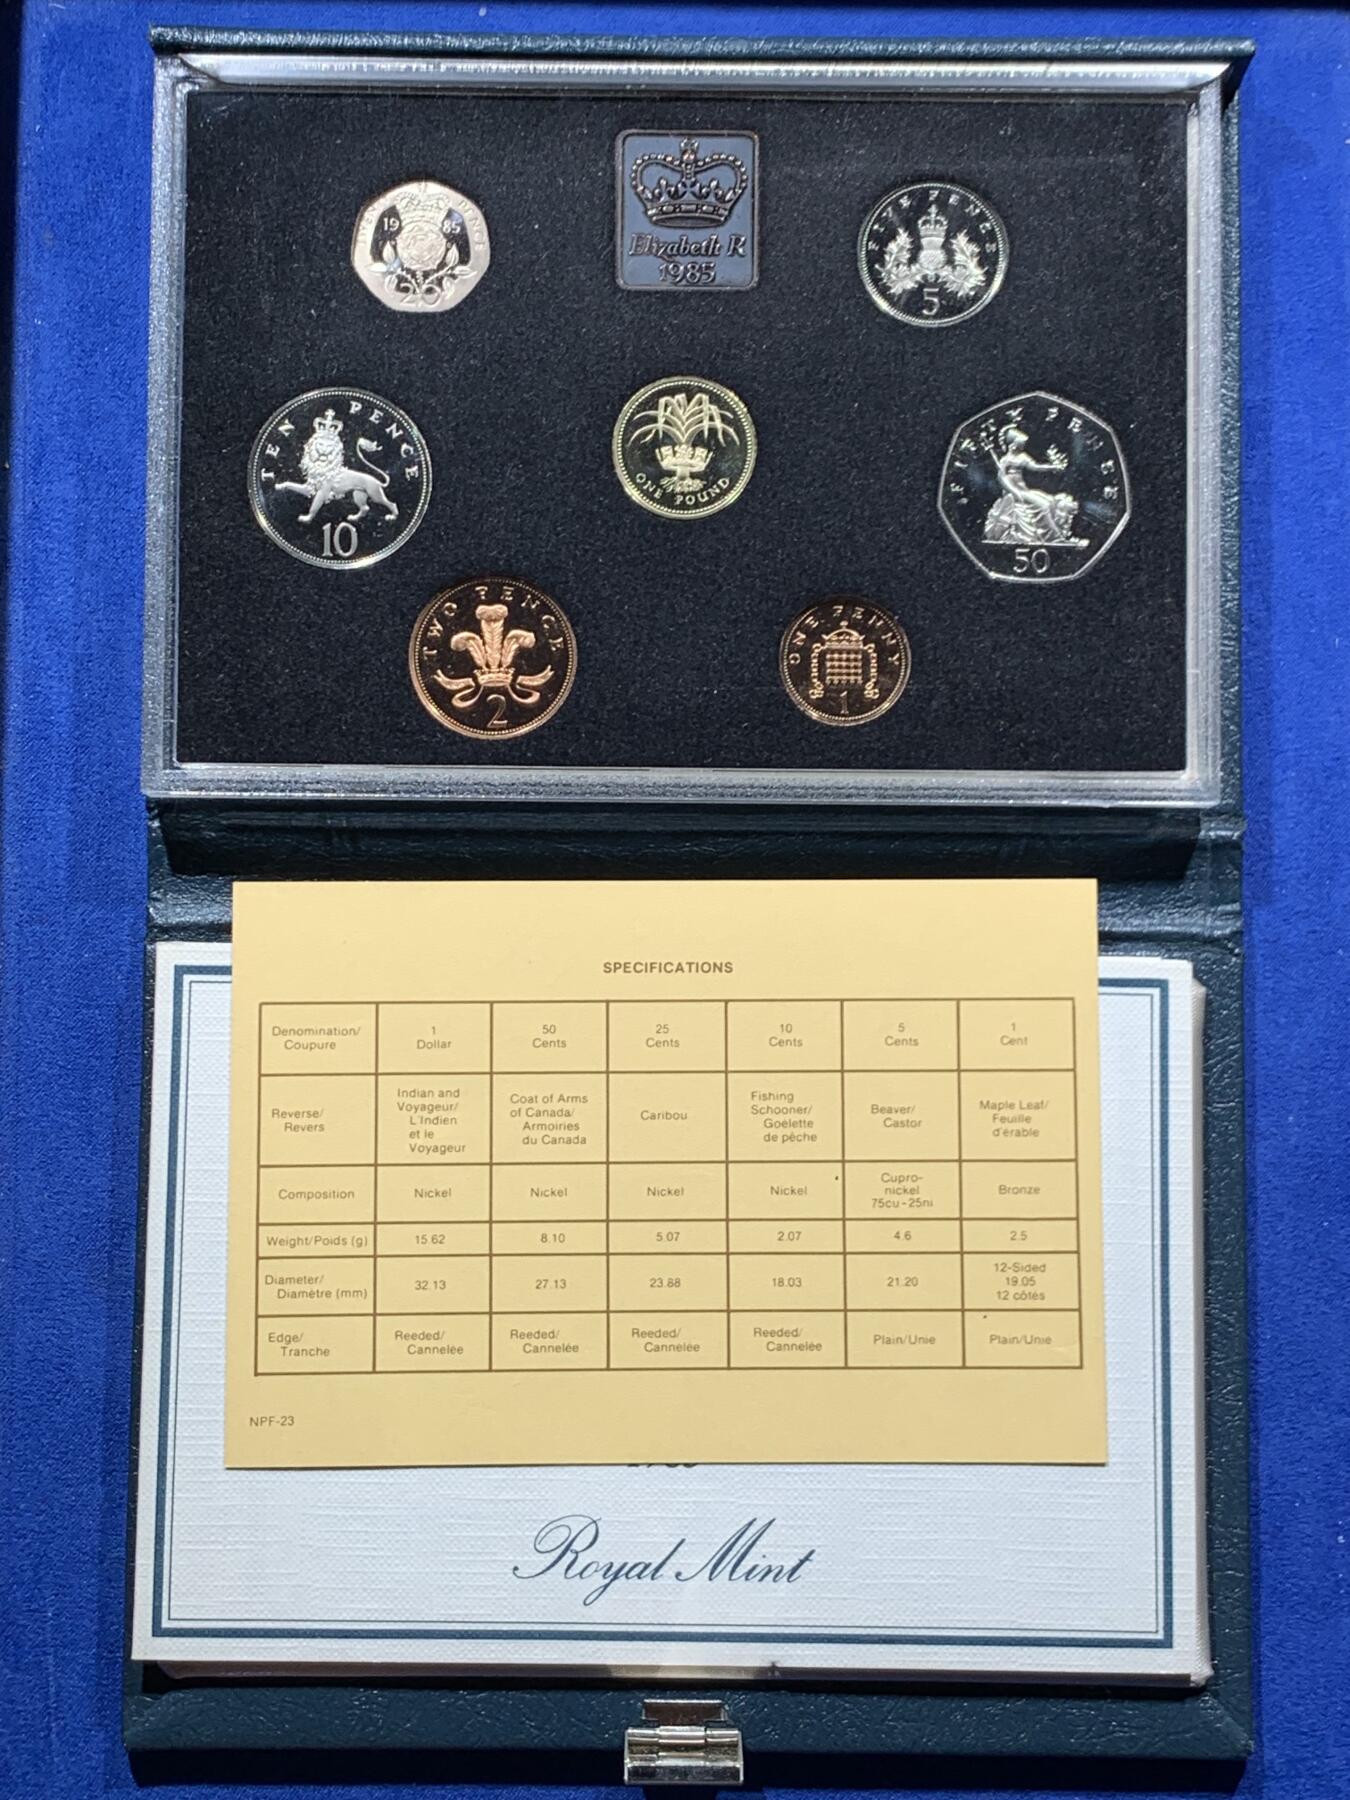 19 85
20
Elizabeth R
1985
FIVE PENCE
5
TEN PENCE
10
ONE POUND
FIFTY PENCE
50
TWO PENCE
2
ONE PENNY
1
SPECIFICATIONS
Denomination/
Coupure
1
Dollar
50
Cents
25
Cents
10
Cents
5
Cents
1
Cent
Reverse/
Revers
Indian and
Voyageur/
L'Indien
et le
Voyageur
Coat of Arms
of Canada/
Armoiries
du Canada
Caribou
Fishing
Schooner/
Goélette
de pêche
Beaver/
Castor
Maple Leaf/
Feuille
d'érable
Composition
Nickel
Nickel
Nickel
Nickel
Cupro-
nickel
75cu-25ni
Bronze
Weight/Poids (g)
15.62
8.10
5.07
2.07
4.6
2.5
Diameter/
Diamètre (mm)
32.13
27.13
23.88
18.03
21.20
12-Sided
19.05
12 côtés
Edge/
Tranche
Reeded/
Cannelée
Reeded/
Cannelée
Reeded/
Cannelée
Reeded/
Cannelée
Plain/Unie
Plain/Unie
NPF-23
Royal Mint